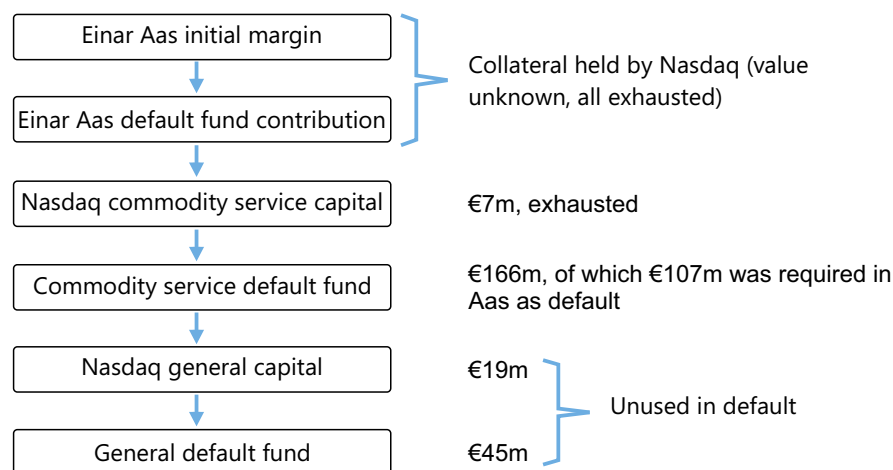 Einar Aas initial margin
Collateral held by Nasdaq (value
unknown, all exhausted)
Einar Aas default fund contribution
Nasdaq commodity service capital
€7m, exhausted
Commodity service default fund
€166m, of which €107m was required in
Aas as default
Nasdaq general capital
€19m
Unused in default
General default fund
€45m